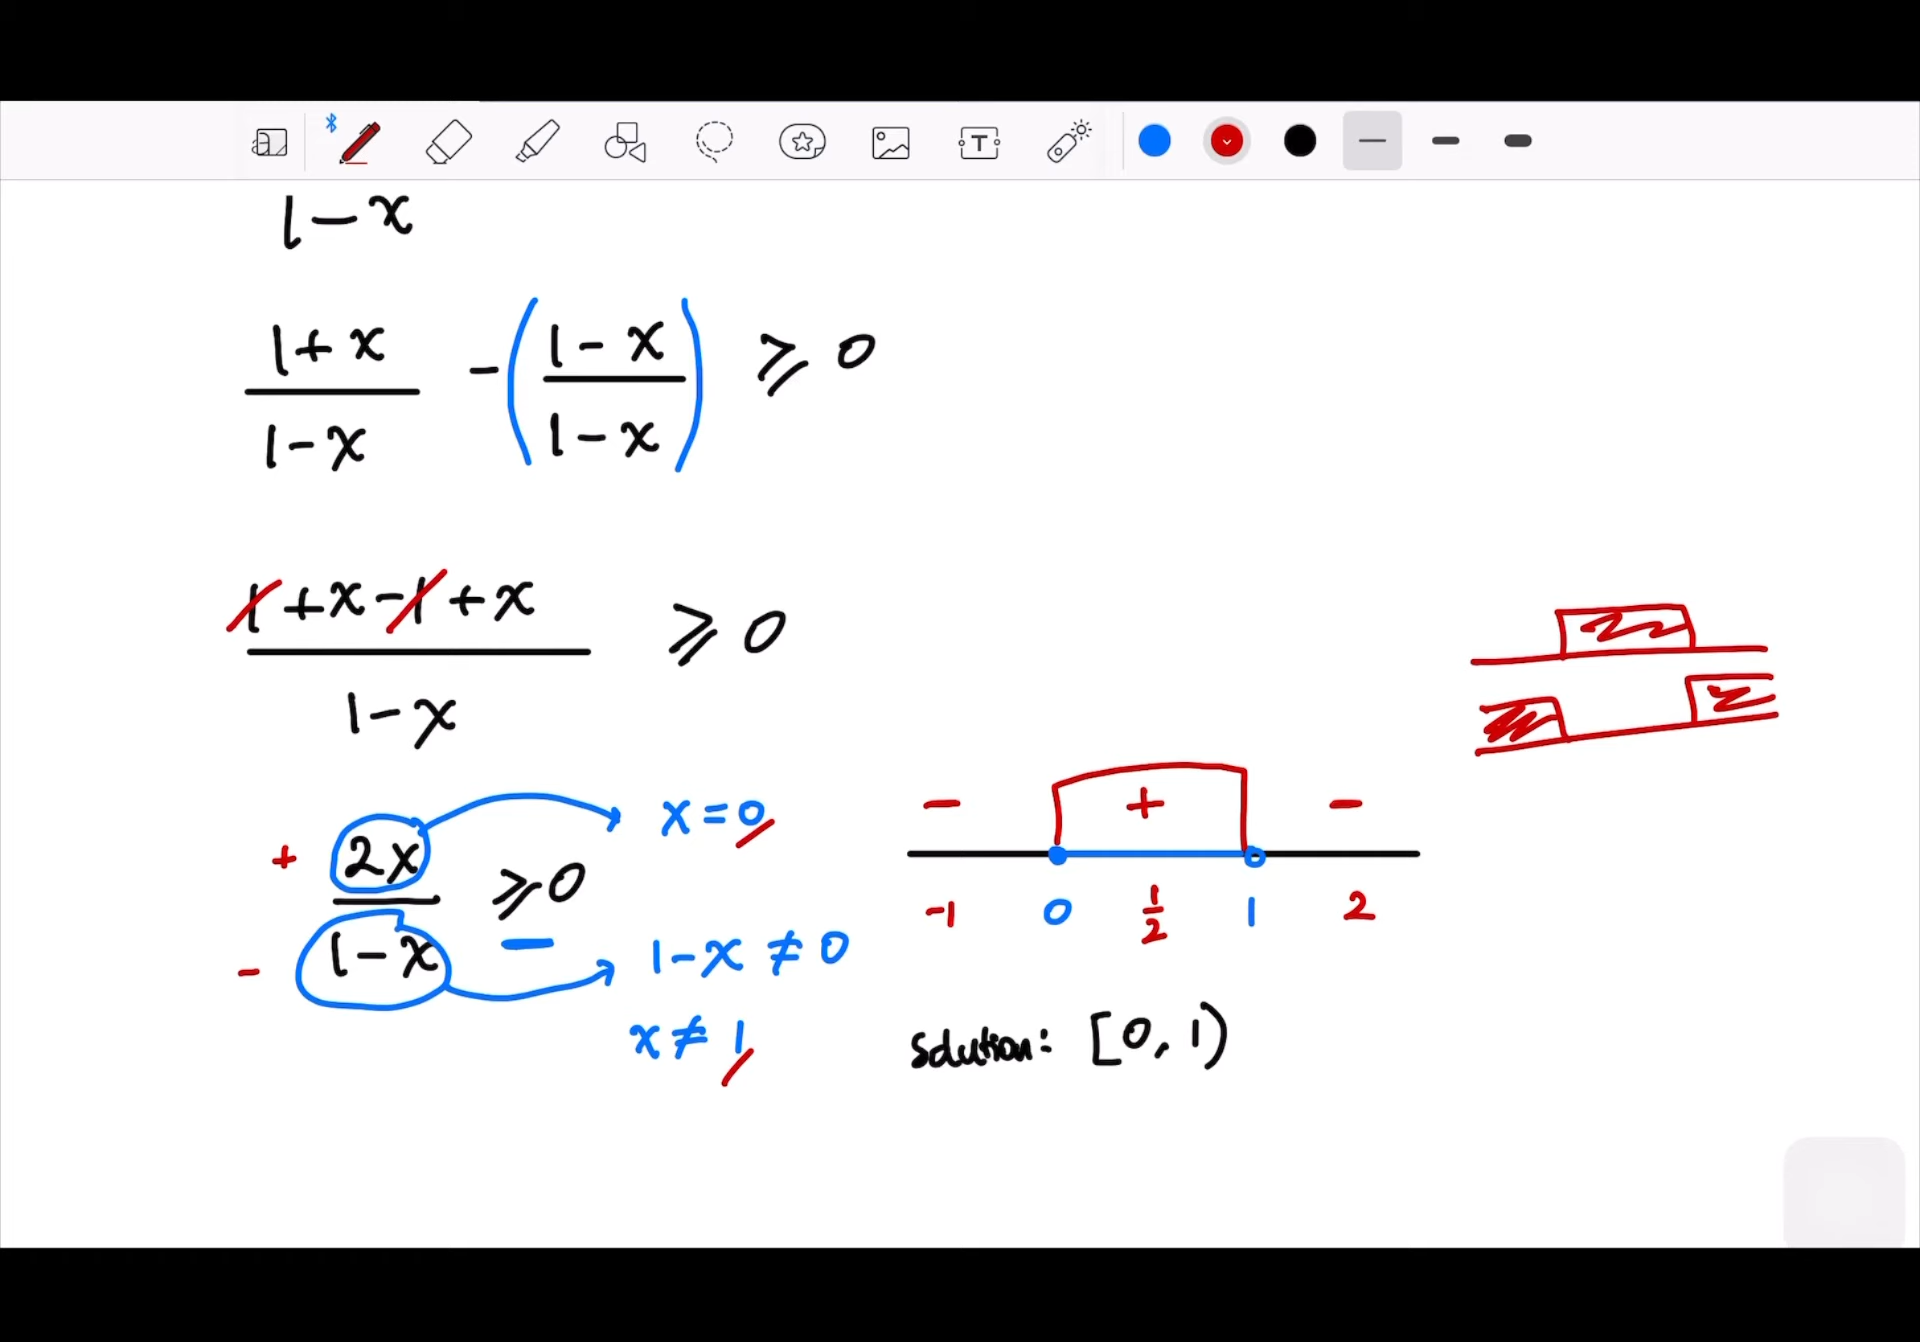 1-x
1+x/1-x - (1-x/1-x) ⩾ 0
1+x-1+x/1-x ⩾ 0
+ 2x/- 1-x ⩾ 0
x = 0
1-x ≠ 0
x ≠ 1
- + -
-1 0 1/2 1 2
solution: [0, 1)